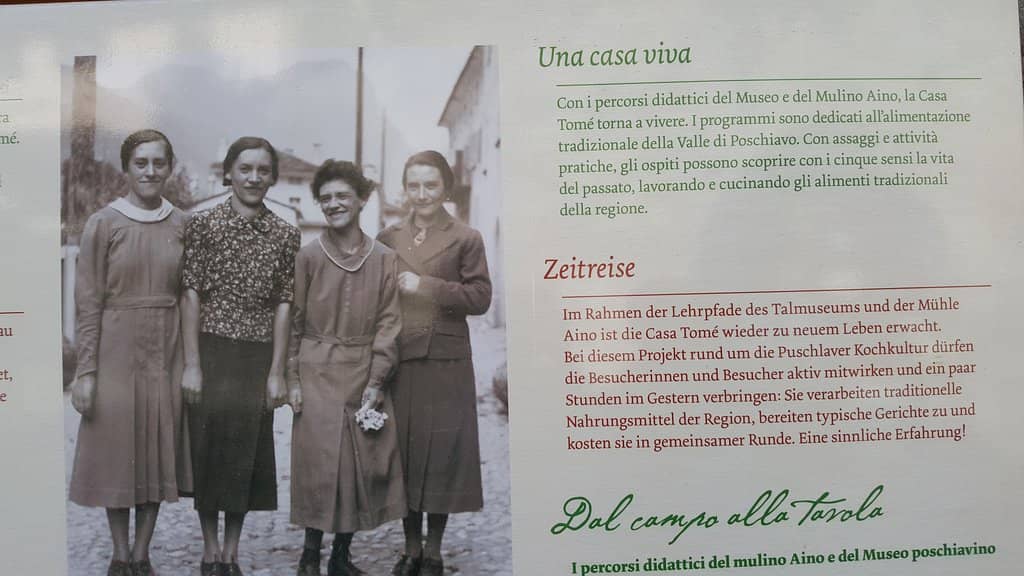 ra
mé.
au
et,
e
Una casa viva
Con i percorsi didattici del Museo e del Mulino Aino, la Casa
Tomé torna a vivere. I programmi sono dedicati all'alimentazione
tradizionale della Valle di Poschiavo. Con assaggi e attività
pratiche, gli ospiti possono scoprire con i cinque sensi la vita
del passato, lavorando e cucinando gli alimenti tradizionali
della regione.
Zeitreise
Im Rahmen der Lehrpfade des Talmuseums und der Mühle
Aino ist die Casa Tomé wieder zu neuem Leben erwacht.
Bei diesem Projekt rund um die Puschlaver Kochkultur dürfen
die Besucherinnen und Besucher aktiv mitwirken und ein paar
Stunden im Gestern verbringen: Sie verarbeiten traditionelle
Nahrungsmittel der Region, bereiten typische Gerichte zu und
kosten sie in gemeinsamer Runde. Eine sinnliche Erfahrung!
Dal campo alla tavola
I percorsi didattici del mulino Aino e del Museo poschiavino